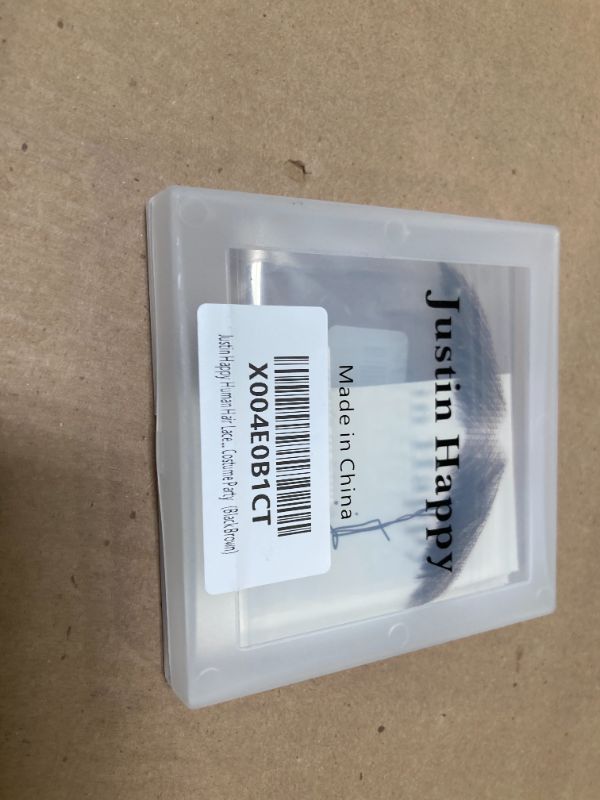 Justin Happy
Made in China
X004E0B1CT
Justin Happy Human Hair Lace... Costume Party (Black Brown)